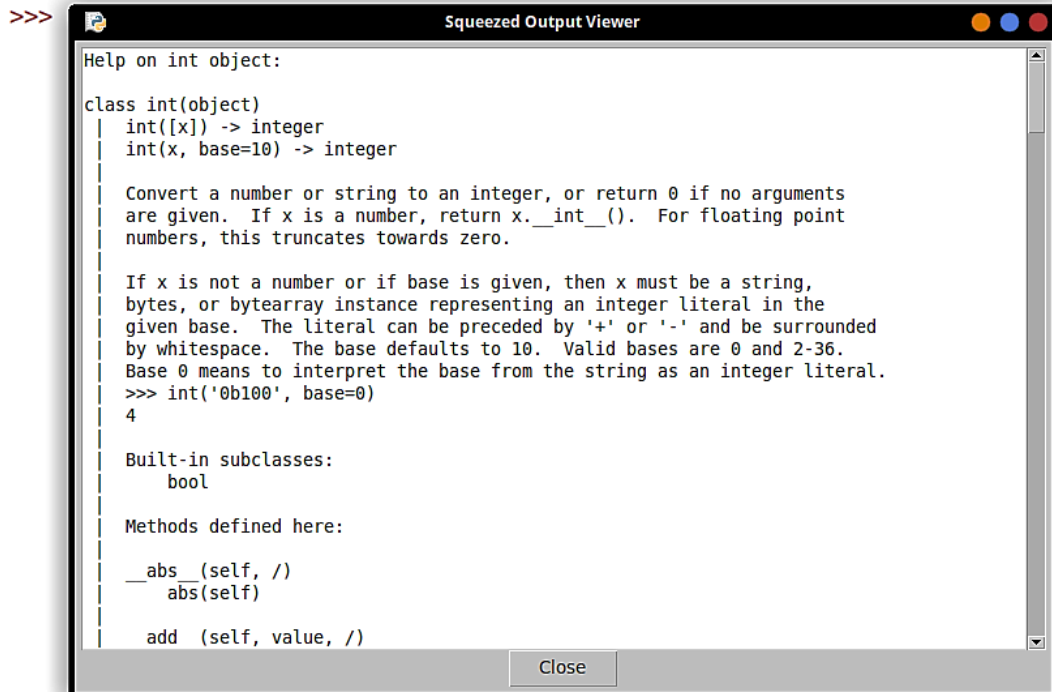 >>>
Squeezed Output Viewer
Help on int object:
class int(object)
 |  int([x]) -> integer
 |  int(x, base=10) -> integer
 |
 |  Convert a number or string to an integer, or return 0 if no arguments
 |  are given.  If x is a number, return x.__int__().  For floating point
 |  numbers, this truncates towards zero.
 |
 |  If x is not a number or if base is given, then x must be a string,
 |  bytes, or bytearray instance representing an integer literal in the
 |  given base.  The literal can be preceded by '+' or '-' and be surrounded
 |  by whitespace.  The base defaults to 10.  Valid bases are 0 and 2-36.
 |  Base 0 means to interpret the base from the string as an integer literal.
 |  >>> int('0b100', base=0)
 |  4
 |
 |  Built-in subclasses:
 |      bool
 |
 |  Methods defined here:
 |
 |  __abs__(self, /)
 |      abs(self)
 |
 |    add  (self, value, /)
Close